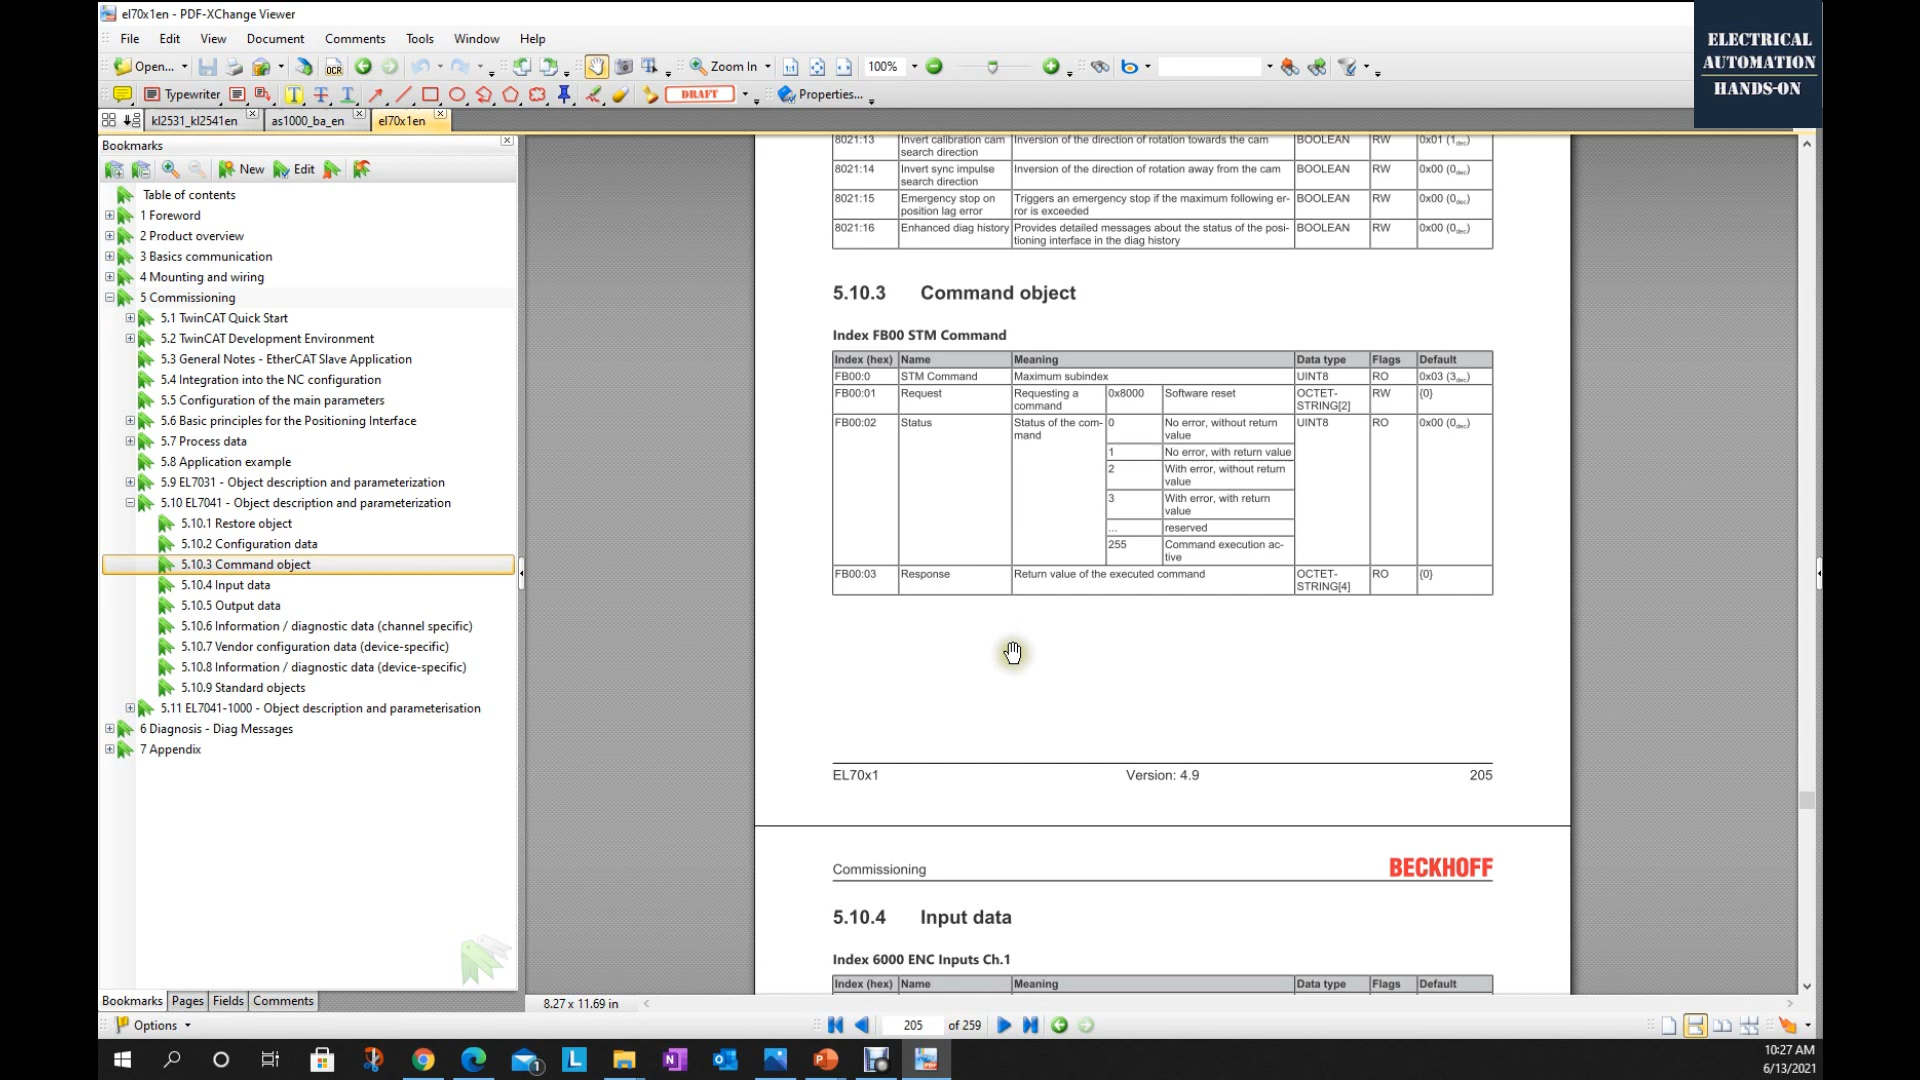 el70x1en - PDF-XChange Viewer
ELECTRICAL
AUTOMATION
HANDS-ON
File Edit View Document Comments Tools Window Help
Open... OCR Zoom In 100%
Typewriter T T T DRAFT Properties...
kl2531_kl2541en as1000_ba_en el70x1en
Bookmarks
New Edit
Table of contents
1 Foreword
2 Product overview
3 Basics communication
4 Mounting and wiring
5 Commissioning
5.1 TwinCAT Quick Start
5.2 TwinCAT Development Environment
5.3 General Notes - EtherCAT Slave Application
5.4 Integration into the NC configuration
5.5 Configuration of the main parameters
5.6 Basic principles for the Positioning Interface
5.7 Process data
5.8 Application example
5.9 EL7031 - Object description and parameterization
5.10 EL7041 - Object description and parameterization
5.10.1 Restore object
5.10.2 Configuration data
5.10.3 Command object
5.10.4 Input data
5.10.5 Output data
5.10.6 Information / diagnostic data (channel specific)
5.10.7 Vendor configuration data (device-specific)
5.10.8 Information / diagnostic data (device-specific)
5.10.9 Standard objects
5.11 EL7041-1000 - Object description and parameterisation
6 Diagnosis - Diag Messages
7 Appendix
Bookmarks Pages Fields Comments
Options
8021:13 Invert calibration cam Inversion of the direction of rotation towards the cam BOOLEAN RW 0x01 (1dec)
search direction
8021:14 Invert sync impulse Inversion of the direction of rotation away from the cam BOOLEAN RW 0x00 (0dec)
search direction
8021:15 Emergency stop on Triggers an emergency stop if the maximum following er- BOOLEAN RW 0x00 (0dec)
position lag error ror is exceeded
8021:16 Enhanced diag history Provides detailed messages about the status of the posi- BOOLEAN RW 0x00 (0dec)
tioning interface in the diag history
5.10.3 Command object
Index FB00 STM Command
Index (hex) Name Meaning Data type Flags Default
FB00:0 STM Command Maximum subindex UINT8 RO 0x03 (3dec)
FB00:01 Request Requesting a 0x8000 Software reset OCTET- RW {0}
command STRING[2]
FB00:02 Status Status of the com- 0 No error, without return UINT8 RO 0x00 (0dec)
mand value
1 No error, with return value
2 With error, without return
value
3 With error, with return
value
... reserved
255 Command execution ac-
tive
FB00:03 Response Return value of the executed command OCTET- RO {0}
STRING[4]
EL70x1 Version: 4.9 205
Commissioning BECKHOFF
5.10.4 Input data
Index 6000 ENC Inputs Ch.1
Index (hex) Name Meaning Data type Flags Default
8.27 x 11.69 in
205 of 259
1
10:27 AM
6/13/2021